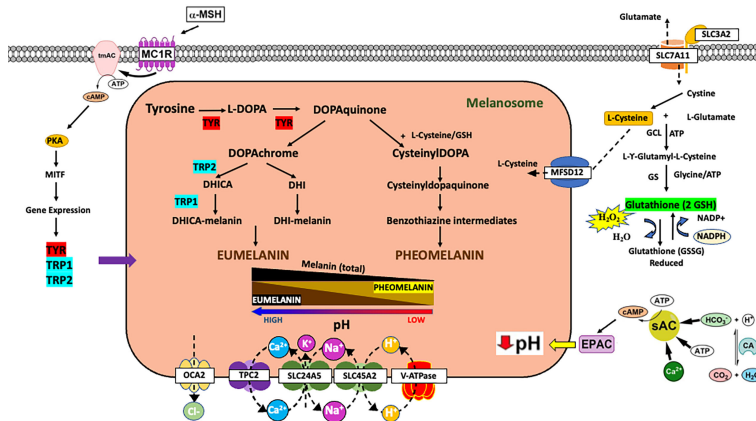 α-MSH
Glutamate
SLC3A2
MC1R
tmAC
SLC7A11
ATP
cAMP
Cystine
Melanosome
Tyrosine
L-DOPA
DOPAquinone
TYR
TYR
L-Cysteine
+
L-Glutamate
GCL
ATP
PKA
+ L-Cysteine/GSH
DOPAchrome
CysteinylDOPA
TRP2
L-γ-Glutamyl-L-Cysteine
L-Cysteine
MFSD12
MITF
DHICA
DHI
Cysteinyldopaquinone
GS
Glycine/ATP
TRP1
Gene Expression
DHICA-melanin
DHI-melanin
Benzothiazine intermediates
Glutathione (2 GSH)
H₂O₂
NADP+
H₂O
NADPH
TYR
TRP1
TRP2
EUMELANIN
PHEOMELANIN
Glutathione (GSSG)
Reduced
Melanin (total)
PHEOMELANIN
EUMELANIN
HIGH
LOW
pH
ATP
cAMP
sAC
HCO₃⁻
+
H⁺
pH
EPAC
ATP
CA
Ca²⁺
CO₂
+
H₂O
Ca²⁺
K⁺
Na⁺
H⁺
OCA2
TPC2
SLC24A5
SLC45A2
V-ATPase
Cl-
Ca²⁺
Na⁺
H⁺